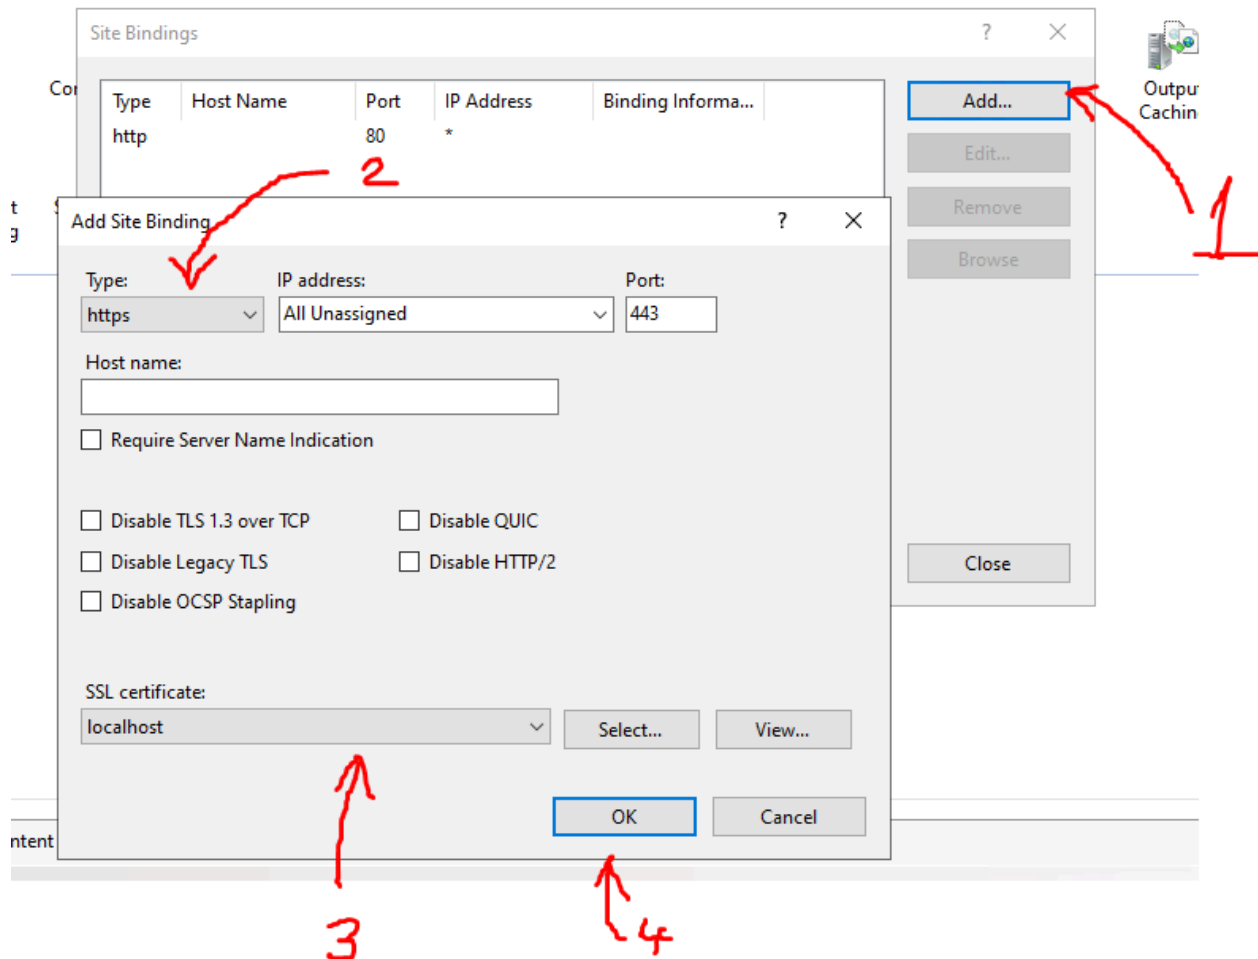 Site Bindings ?
Output
Cachin
Type Host Name Port IP Address Binding Informa...
http 80 *
Add...
Edit...
Remove
Browse
Close
1
2
Add Site Binding ?
Type: IP address: Port:
https All Unassigned 443
Host name:
Require Server Name Indication
Disable TLS 1.3 over TCP Disable QUIC
Disable Legacy TLS Disable HTTP/2
Disable OCSP Stapling
SSL certificate:
localhost Select... View...
OK Cancel
ntent
3
4